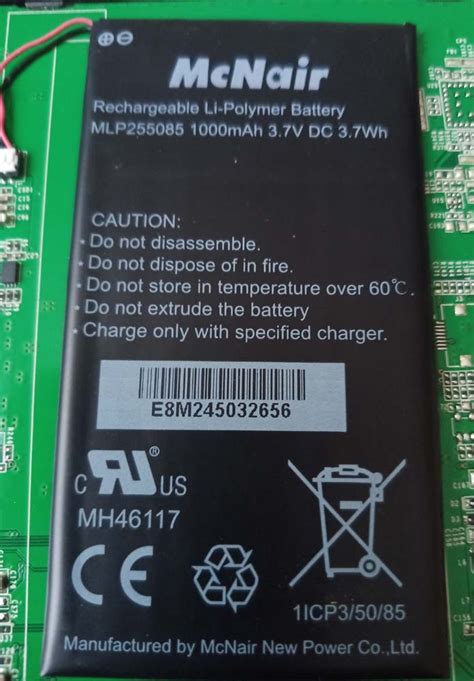 McNair
Rechargeable Li-Polymer Battery
MLP255085 1000mAh 3.7V DC 3.7Wh
CAUTION:
· Do not disassemble.
· Do not dispose of in fire.
· Do not store in temperature over 60℃.
· Do not extrude the battery
· Charge only with specified charger.
E8M245032656
C RU ® US
MH46117
CE
1ICP3/50/85
Manufactured by McNair New Power Co.,Ltd.